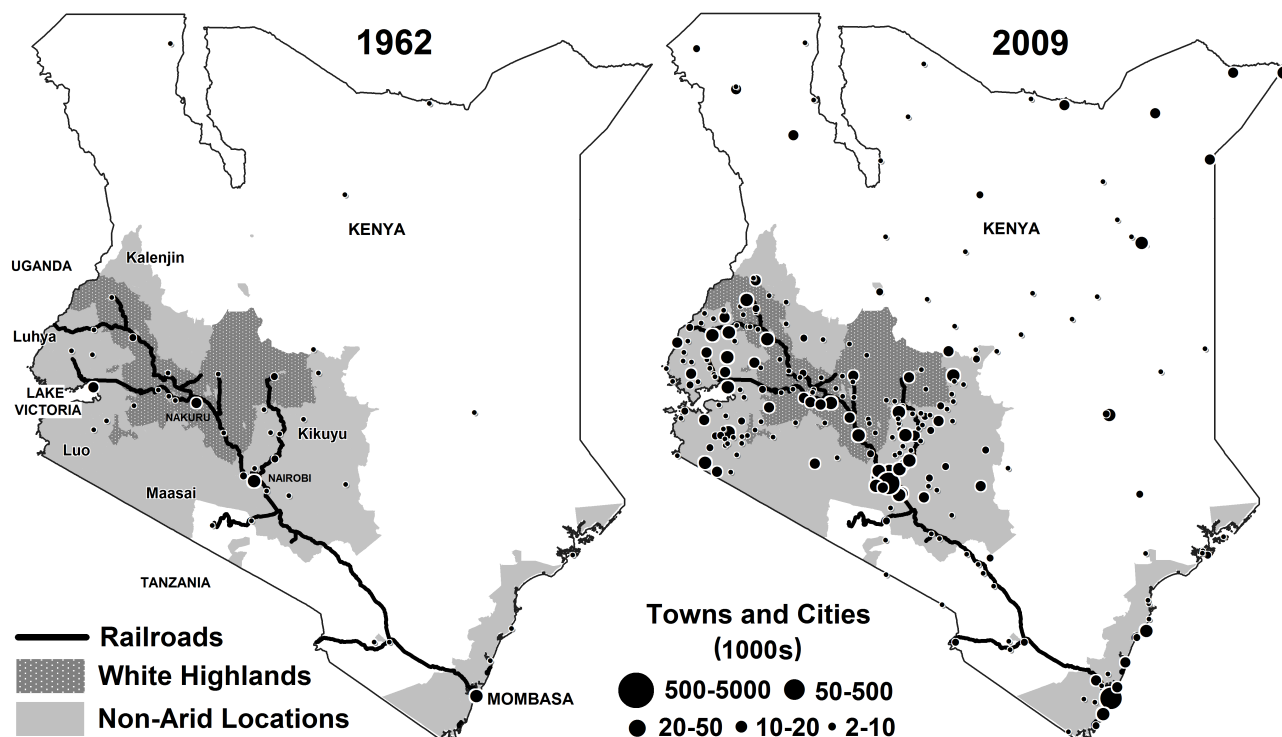 1962
2009
KENYA
KENYA
Kalenjin
UGANDA
Luhya
LAKE
VICTORIA
NAKURU
Kikuyu
Luo
NAIROBI
Maasai
TANZANIA
Railroads
White Highlands
Non-Arid Locations
MOMBASA
Towns and Cities
(1000s)
500-5000 50-500
20-50 10-20 2-10